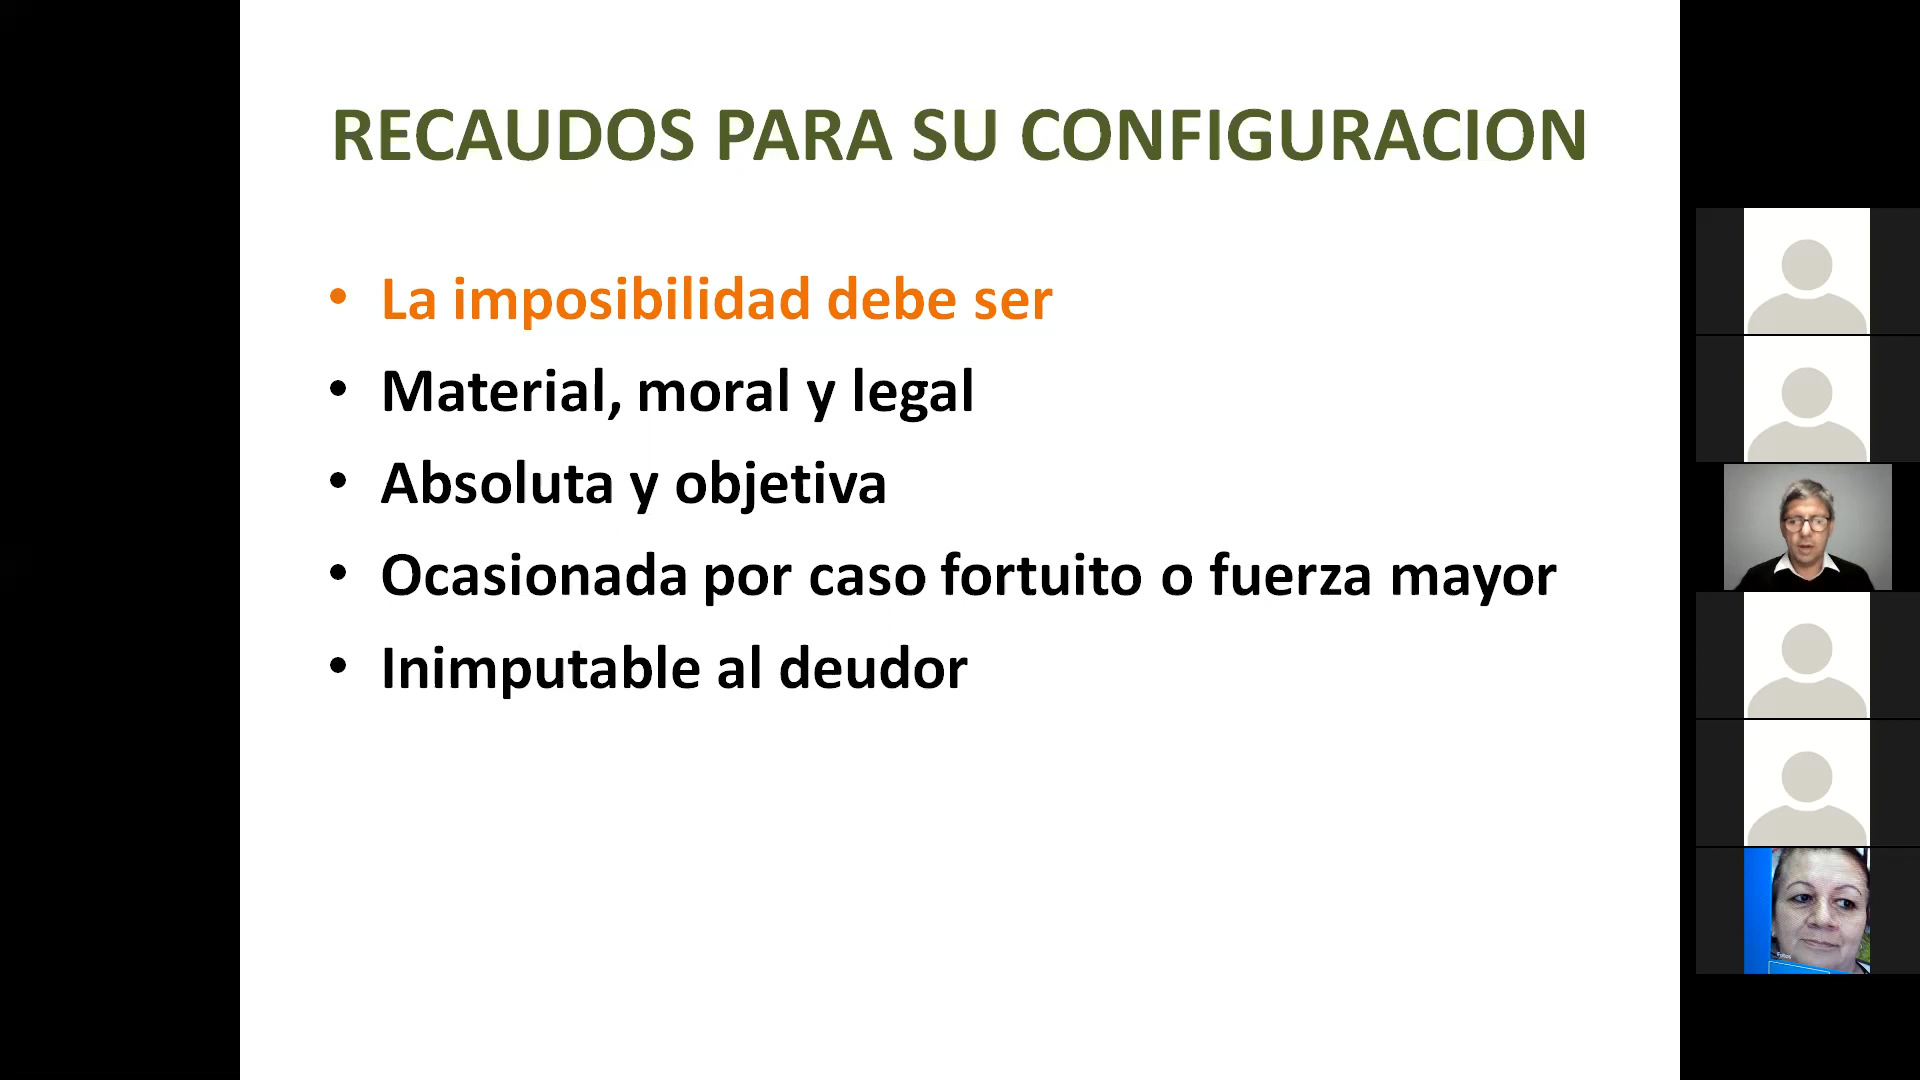 RECAUDOS PARA SU CONFIGURACION
• La imposibilidad debe ser
• Material, moral y legal
• Absoluta y objetiva
• Ocasionada por caso fortuito o fuerza mayor
• Inimputable al deudor